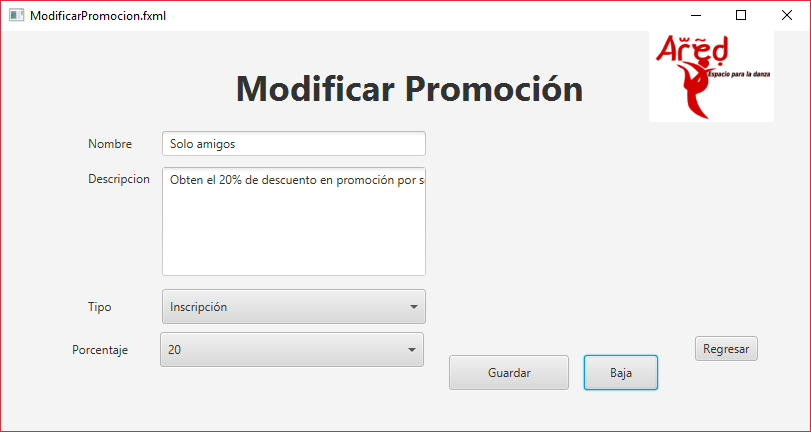 ModificarPromocion.fxml
Ared
Espacio para la danza
Modificar Promoción
Nombre
Solo amigos
Descripcion
Obten el 20% de descuento en promoción por
Tipo
Inscripción
Porcentaje
20
Guardar
Baja
Regresar